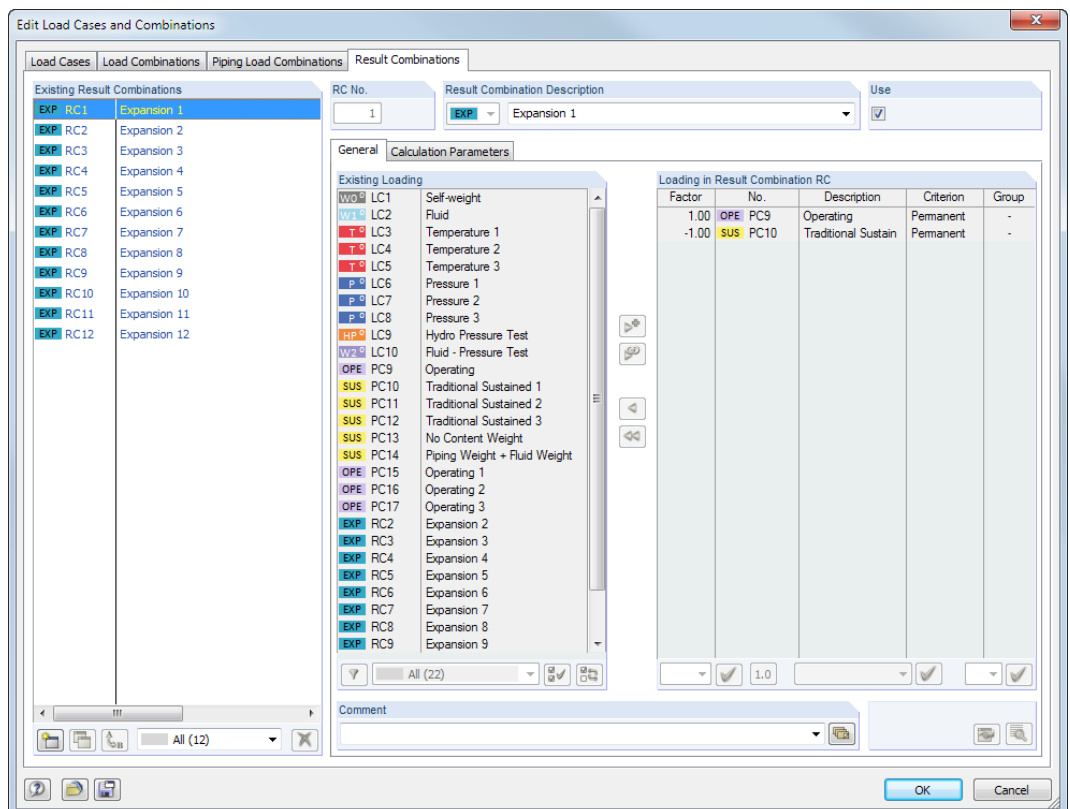 Edit Load Cases and Combinations
Load Cases Load Combinations Piping Load Combinations Result Combinations
Existing Result Combinations
EXP RC1 Expansion 1
EXP RC2 Expansion 2
EXP RC3 Expansion 3
EXP RC4 Expansion 4
EXP RC5 Expansion 5
EXP RC6 Expansion 6
EXP RC7 Expansion 7
EXP RC8 Expansion 8
EXP RC9 Expansion 9
EXP RC10 Expansion 10
EXP RC11 Expansion 11
EXP RC12 Expansion 12
All (12)
RC No.
1
Result Combination Description
EXP Expansion 1
Use
General Calculation Parameters
Existing Loading
W0 LC1 Self-weight
W1 LC2 Fluid
T LC3 Temperature 1
T LC4 Temperature 2
T LC5 Temperature 3
P LC6 Pressure 1
P LC7 Pressure 2
P LC8 Pressure 3
HP LC9 Hydro Pressure Test
W2 LC10 Fluid - Pressure Test
OPE PC9 Operating
SUS PC10 Traditional Sustained 1
SUS PC11 Traditional Sustained 2
SUS PC12 Traditional Sustained 3
SUS PC13 No Content Weight
SUS PC14 Piping Weight + Fluid Weight
OPE PC15 Operating 1
OPE PC16 Operating 2
OPE PC17 Operating 3
EXP RC2 Expansion 2
EXP RC3 Expansion 3
EXP RC4 Expansion 4
EXP RC5 Expansion 5
EXP RC6 Expansion 6
EXP RC7 Expansion 7
EXP RC8 Expansion 8
EXP RC9 Expansion 9
All (22)
Loading in Result Combination RC
Factor No. Description Criterion Group
1.00 OPE PC9 Operating Permanent -
-1.00 SUS PC10 Traditional Sustain Permanent -
1.0
Comment
OK Cancel